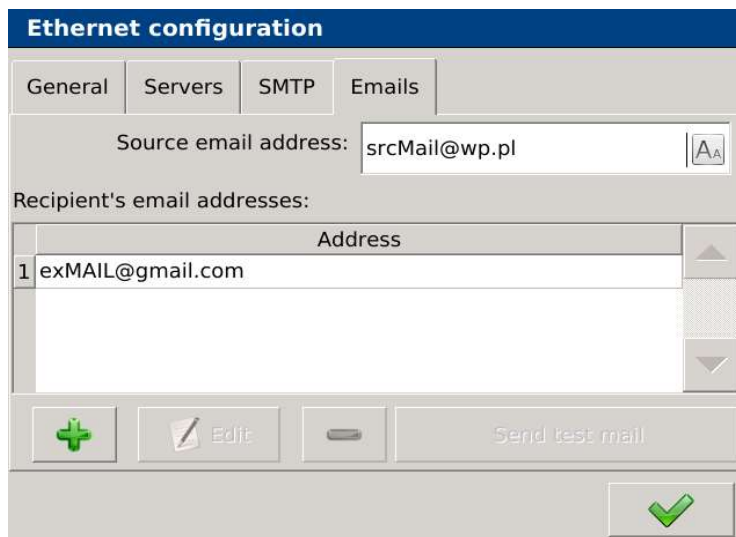 Ethernet configuration
General Servers SMTP Emails
Source email address: srcMail@wp.pl AA
Recipient's email addresses:
Address
1 exMAIL@gmail.com
Edit Send test mail